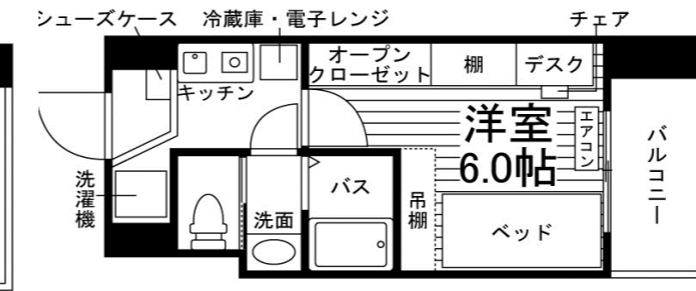 シューズケース
冷蔵庫・電子レンジ
チェア
オープン
クローゼット
棚
デスク
キッチン
洋室
6.0帖
エアコン
バルコニー
洗濯機
洗面
バス
吊棚
ベッド